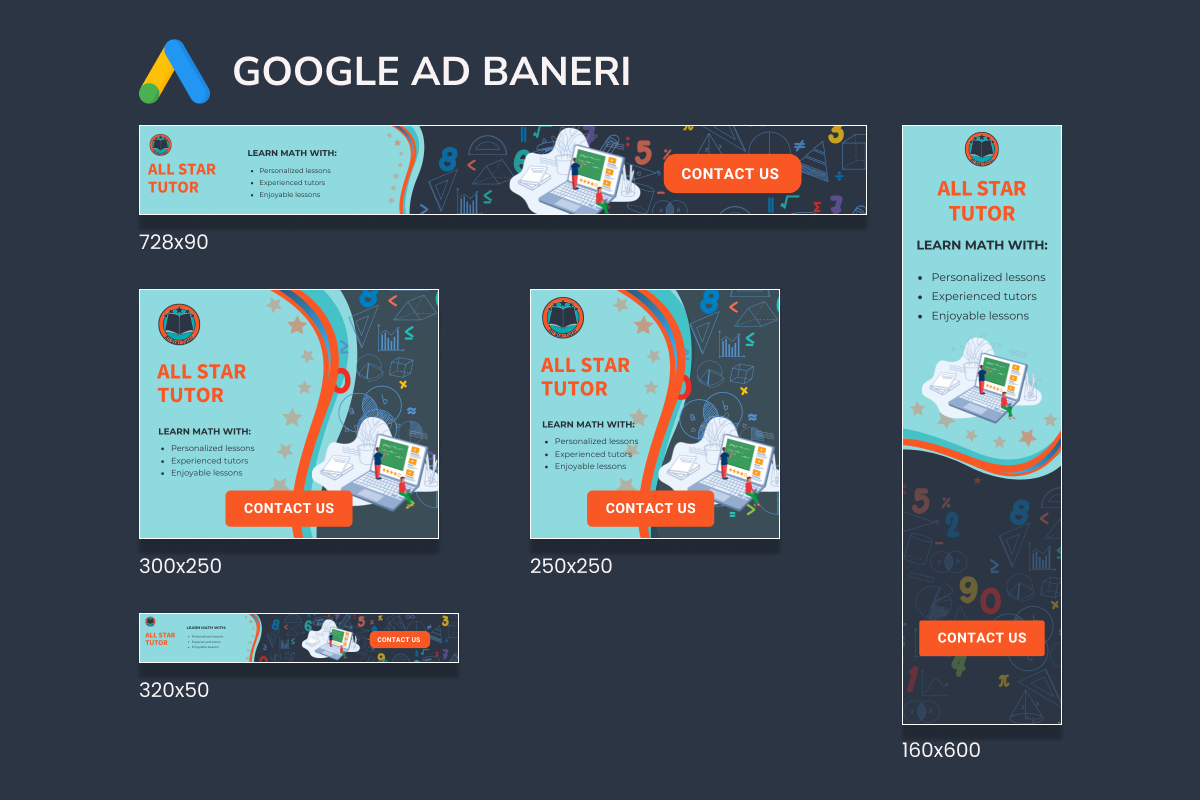 GOOGLE AD BANERI
ALL STAR
TUTOR
LEARN MATH WITH:
• Personalized lessons
• Experienced tutors
• Enjoyable lessons
CONTACT US
728x90
ALL STAR
TUTOR
LEARN MATH WITH:
• Personalized lessons
• Experienced tutors
• Enjoyable lessons
CONTACT US
300x250
ALL STAR
TUTOR
LEARN MATH WITH:
• Personalized lessons
• Experienced tutors
• Enjoyable lessons
CONTACT US
250x250
ALL STAR
TUTOR
LEARN MATH WITH:
• Personalized lessons
• Experienced tutors
• Enjoyable lessons
CONTACT US
320x50
ALL STAR
TUTOR
LEARN MATH WITH:
• Personalized lessons
• Experienced tutors
• Enjoyable lessons
CONTACT US
160x600